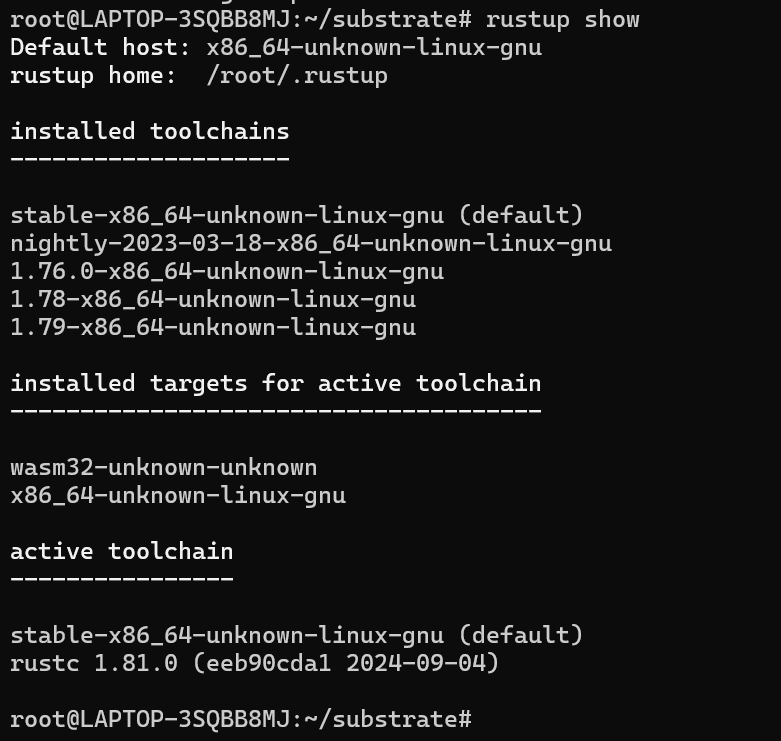 root@LAPTOP-3SQBB8MJ:~/substrate# rustup show
Default host: x86_64-unknown-linux-gnu
rustup home:  /root/.rustup
installed toolchains
--------------------
stable-x86_64-unknown-linux-gnu (default)
nightly-2023-03-18-x86_64-unknown-linux-gnu
1.76.0-x86_64-unknown-linux-gnu
1.78-x86_64-unknown-linux-gnu
1.79-x86_64-unknown-linux-gnu
installed targets for active toolchain
--------------------------------------
wasm32-unknown-unknown
x86_64-unknown-linux-gnu
active toolchain
----------------
stable-x86_64-unknown-linux-gnu (default)
rustc 1.81.0 (eeb90cda1 2024-09-04)
root@LAPTOP-3SQBB8MJ:~/substrate#